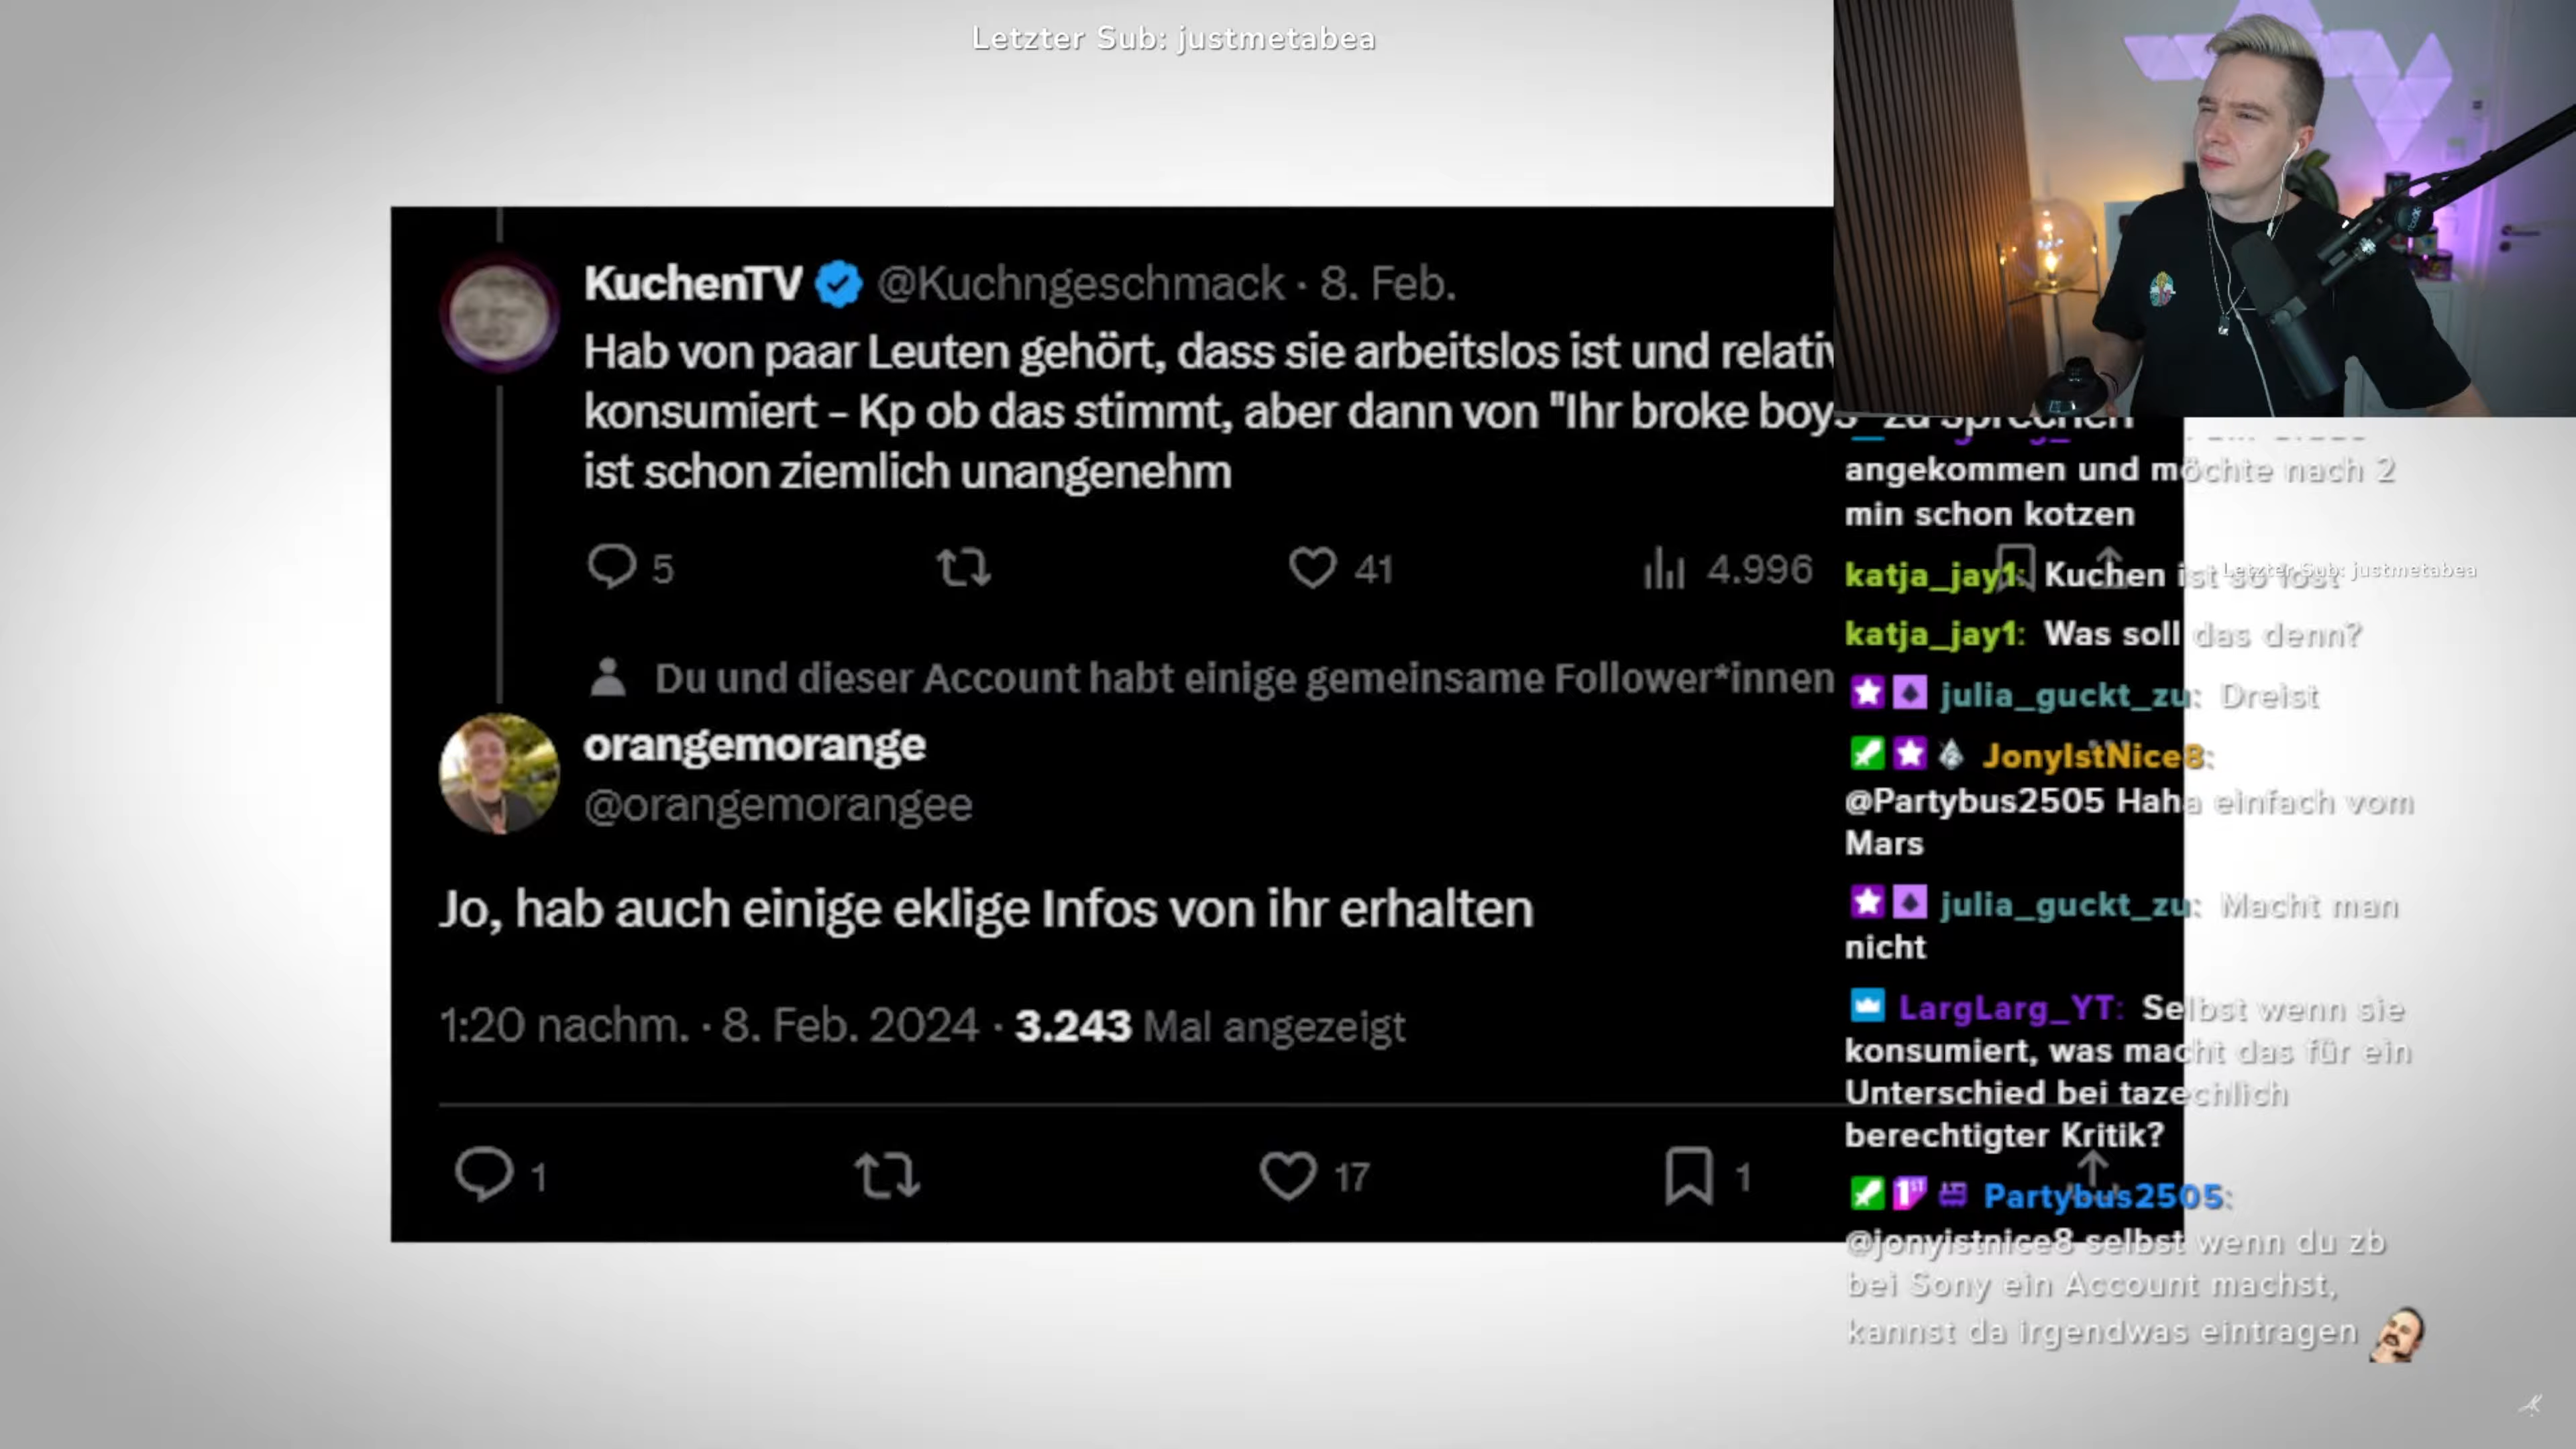 Letzter Sub: justmetabea
KuchenTV @Kuchngeschmack · 8. Feb.
Hab von paar Leuten gehört, dass sie arbeitslos ist und
konsumiert – Kp ob das stimmt, aber dann von "Ihr broke boys" zu sprechen
ist schon ziemlich unangenehm
5 41 4.996
Du und dieser Account habt einige gemeinsame Follower*innen
orangemorange
@orangemorangee
Jo, hab auch einige eklige Infos von ihr erhalten
1:20 nachm. · 8. Feb. 2024 · 3.243 Mal angezeigt
1 17 1
angekommen und möchte nach 2
min schon kotzen
katja_jay1: Kuchen ist so lost
Letzter Sub: justmetabea
katja_jay1: Was soll das denn?
julia_guckt_zu: Dreist
JonyIstNice8:
@Partybus2505 Haha einfach vom
Mars
julia_guckt_zu: Macht man
nicht
LargLarg_YT: Selbst wenn sie
konsumiert, was macht das für ein
Unterschied bei tazechlich
berechtigter Kritik?
Partybus2505:
@jonyistnice8 selbst wenn du zb
bei Sony ein Account machst,
kannst da irgendwas eintragen